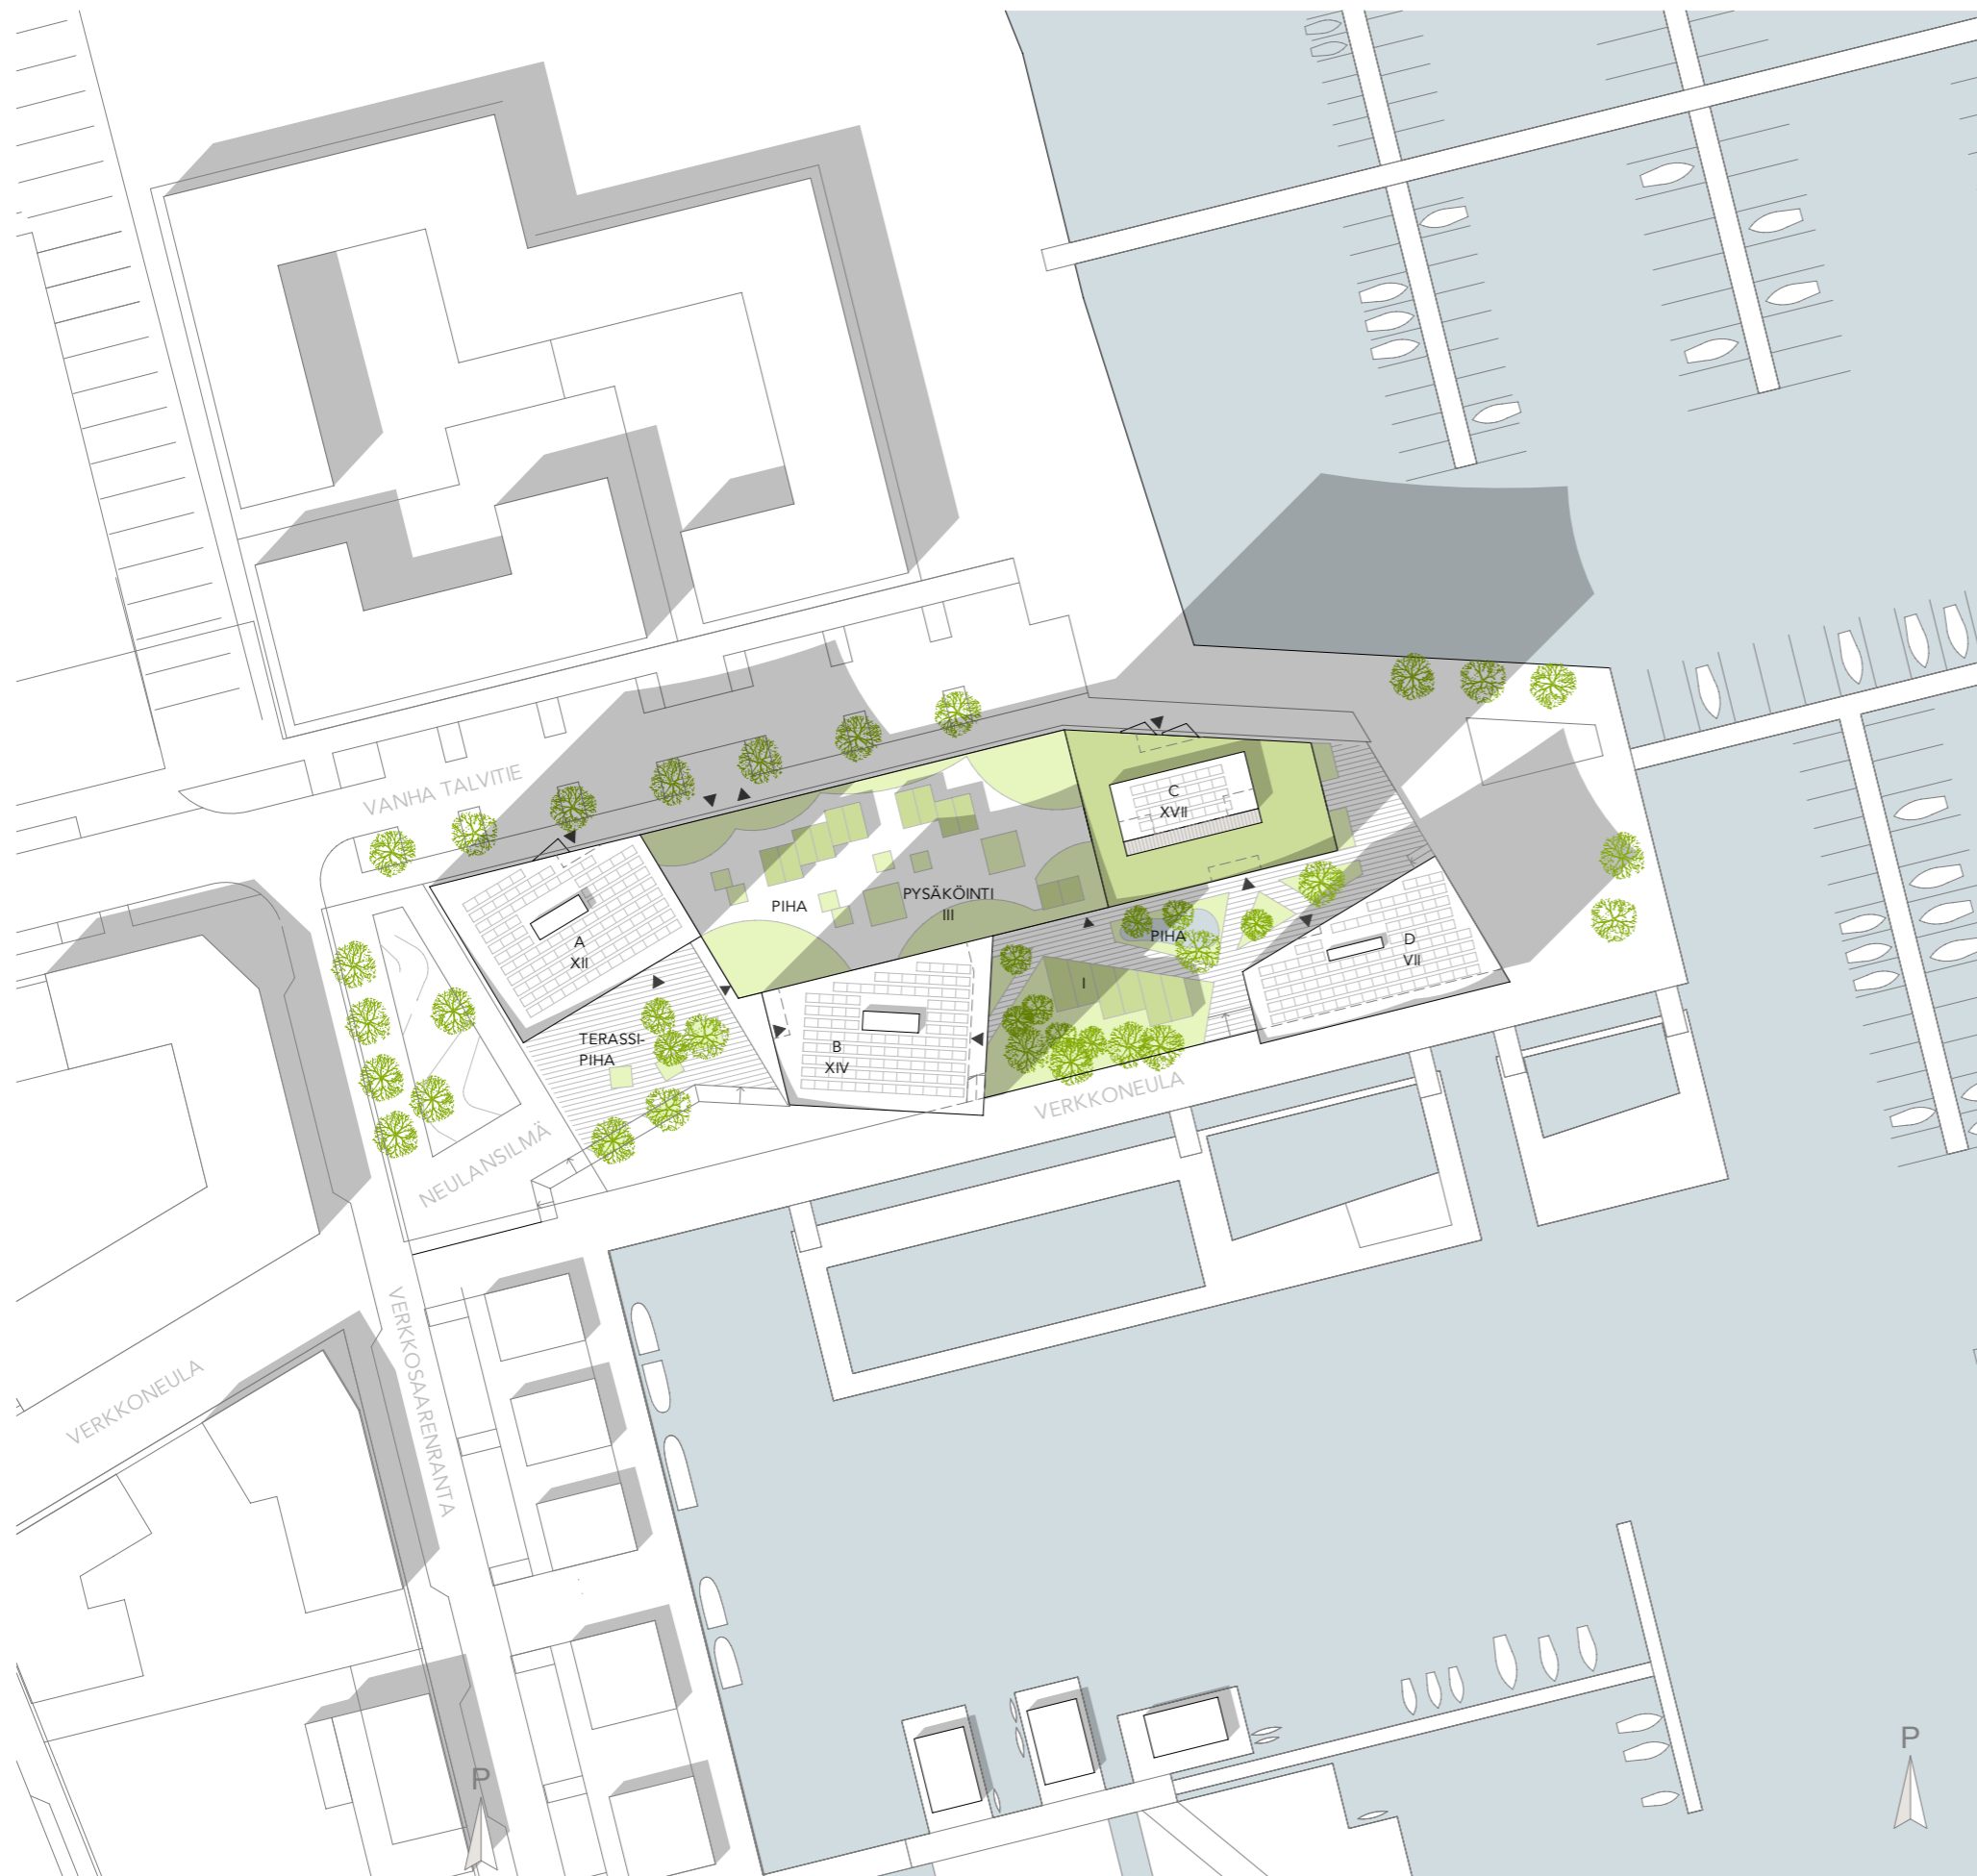 VANHA TALVITIE
C
XVII
PYSÄKÖINTI
III
PIHA
A
XII
PIHA
D
VII
I
TERASSI-
PIHA
B
XIV
VERKKONEULA
NEULANSILMÄ
VERKKOSAARENRANTA
VERKKONEULA
P
P